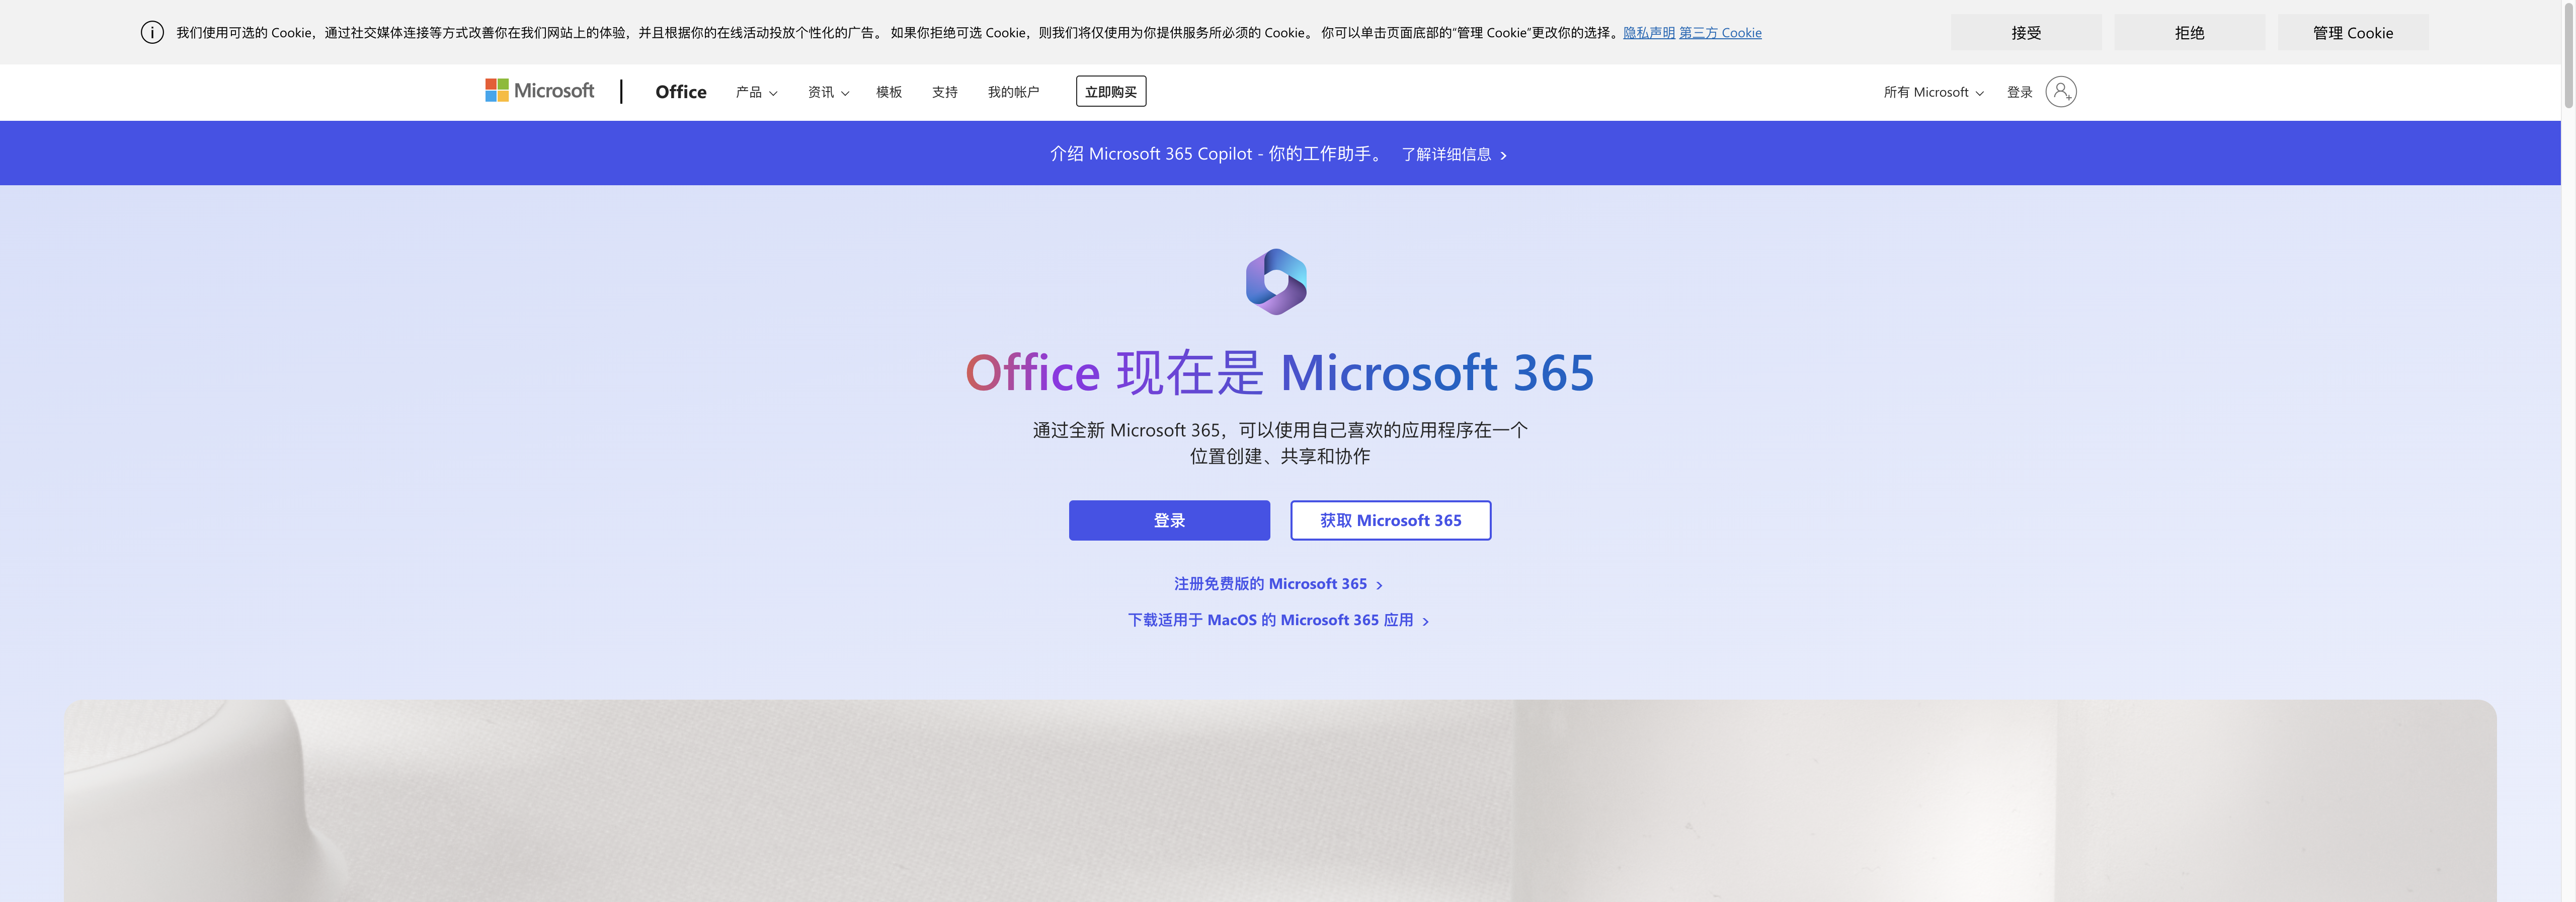 我们使用可选的 Cookie，通过社交媒体连接等方式改善你在我们网站上的体验，并且根据你的在线活动投放个性化的广告。 如果你拒绝可选 Cookie，则我们将仅使用为你提供服务所必须的 Cookie。 你可以单击页面底部的“管理 Cookie”更改你的选择。隐私声明 第三方 Cookie
接受
拒绝
管理 Cookie
Microsoft
Office
产品
资讯
模板
支持
我的帐户
立即购买
所有 Microsoft
登录
介绍 Microsoft 365 Copilot - 你的工作助手。 了解详细信息
Office 现在是 Microsoft 365
通过全新 Microsoft 365，可以使用自己喜欢的应用程序在一个
位置创建、共享和协作
登录
获取 Microsoft 365
注册免费版的 Microsoft 365
下载适用于 MacOS 的 Microsoft 365 应用